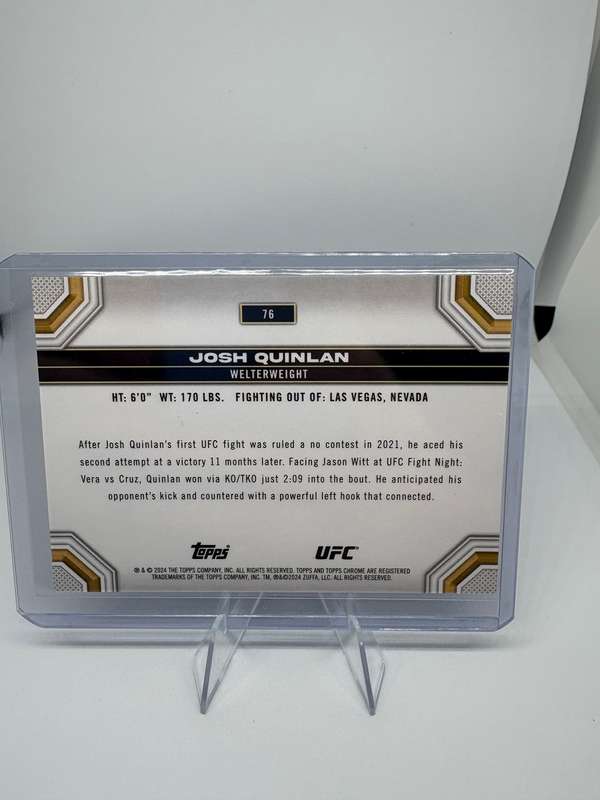 76
JOSH QUINLAN
WELTERWEIGHT
HT: 6'0" WT: 170 LBS. FIGHTING OUT OF: LAS VEGAS, NEVADA
After Josh Quinlan's first UFC fight was ruled a no contest in 2021, he aced his
second attempt at a victory 11 months later. Facing Jason Witt at UFC Fight Night:
Vera vs Cruz, Quinlan won via KO/TKO just 2:09 into the bout. He anticipated his
opponent's kick and countered with a powerful left hook that connected.
Topps UFC
® & © 2024 THE TOPPS COMPANY, INC. ALL RIGHTS RESERVED. TOPPS AND TOPPS CHROME ARE REGISTERED
TRADEMARKS OF THE TOPPS COMPANY, INC. TM, ®&©2024 ZUFFA, LLC. ALL RIGHTS RESERVED.